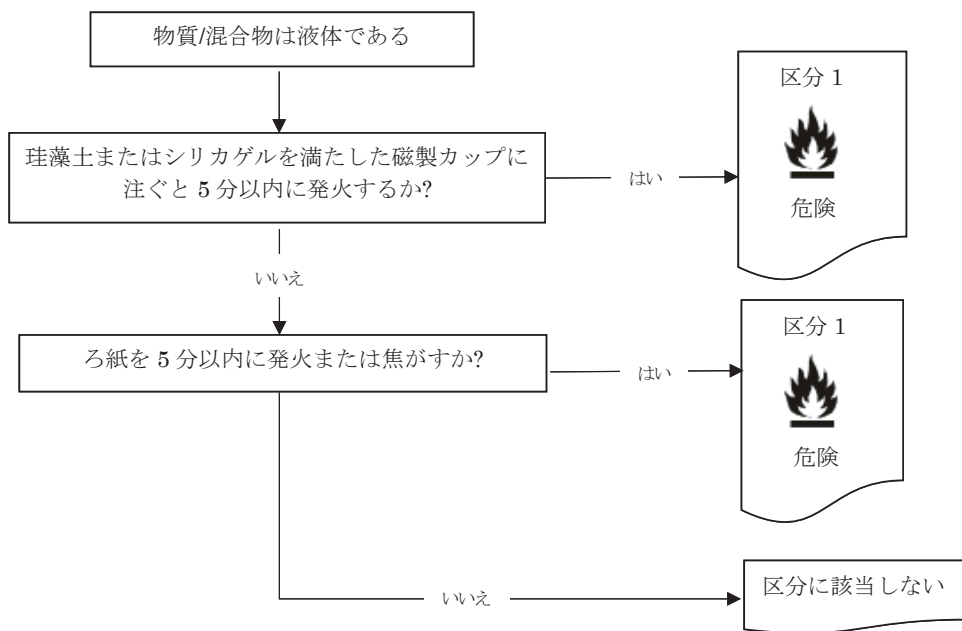 物質/混合物は液体である
区分 1
危険
珪藻土またはシリカゲルを満たした磁製カップに
注ぐと 5 分以内に発火するか?
はい
いいえ
区分 1
危険
ろ紙を 5 分以内に発火または焦がすか?
はい
いいえ
区分に該当しない